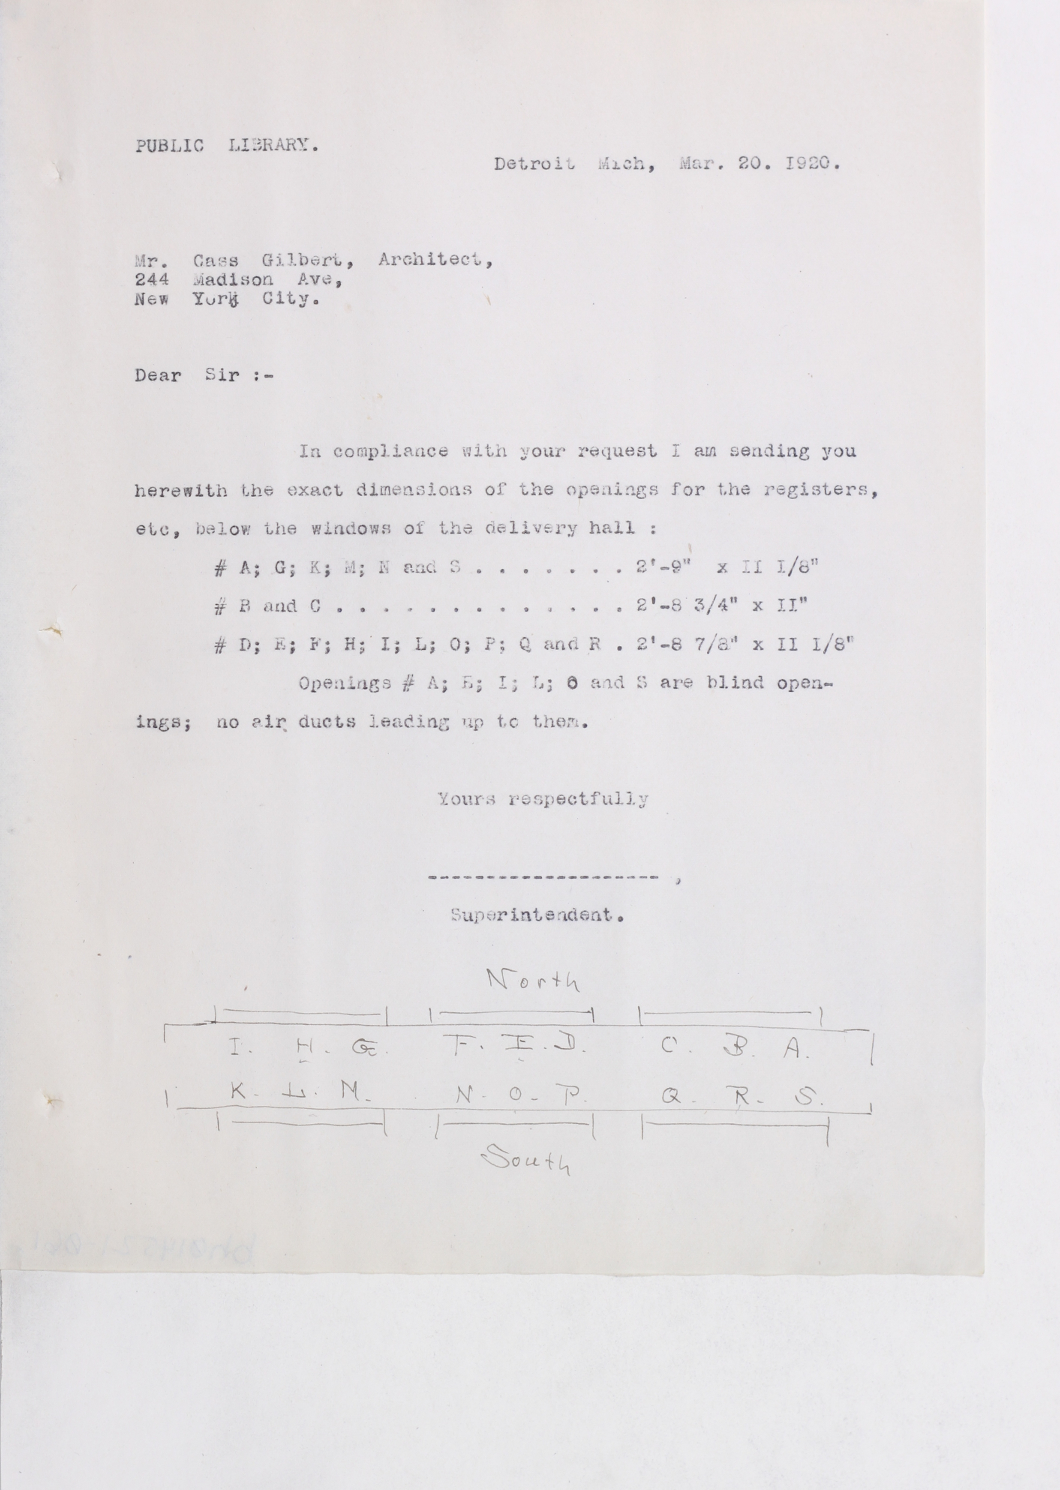 PUBLIC LIBRARY.
Detroit Mich, Mar. 20. I920.
Mr. Cass Gilbert, Architect,
244 Madison Ave,
New York City.
Dear Sir :-
In compliance with your request I am sending you
herewith the exact dimensions of the openings for the registers,
etc, below the windows of the delivery hall :
# A; G; K; M; N and S . . . . . . . 2'-9" x II I/8"
# B and C . . . . . . . . . . . . . 2'-8 3/4" x II"
# D; E; F; H; I; L; O; P; Q and R . 2'-8 7/8" x II I/8"
Openings # A; E; I; L; O and S are blind open-
ings; no air ducts leading up to them.
Yours respectfully
-------------------- ,
Superintendent.
North
I. H. G. F. E. D. C. B. A.
K. L. M. N. O. P. Q. R. S.
South